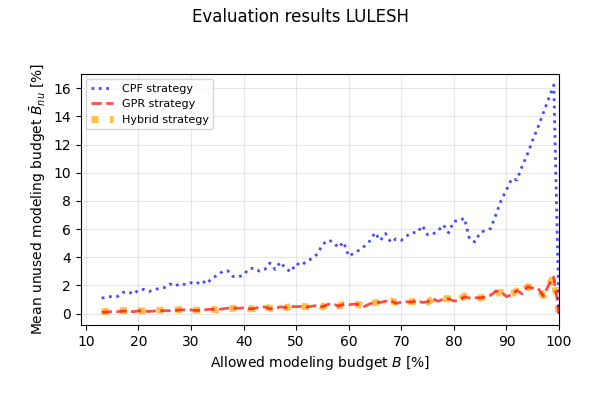 Evaluation results LULESH
Mean unused modeling budget $\bar{B}_{nu}$ [%]
16
14
12
10
8
6
4
2
0
CPF strategy
GPR strategy
Hybrid strategy
10 20 30 40 50 60 70 80 90 100
Allowed modeling budget $B$ [%]